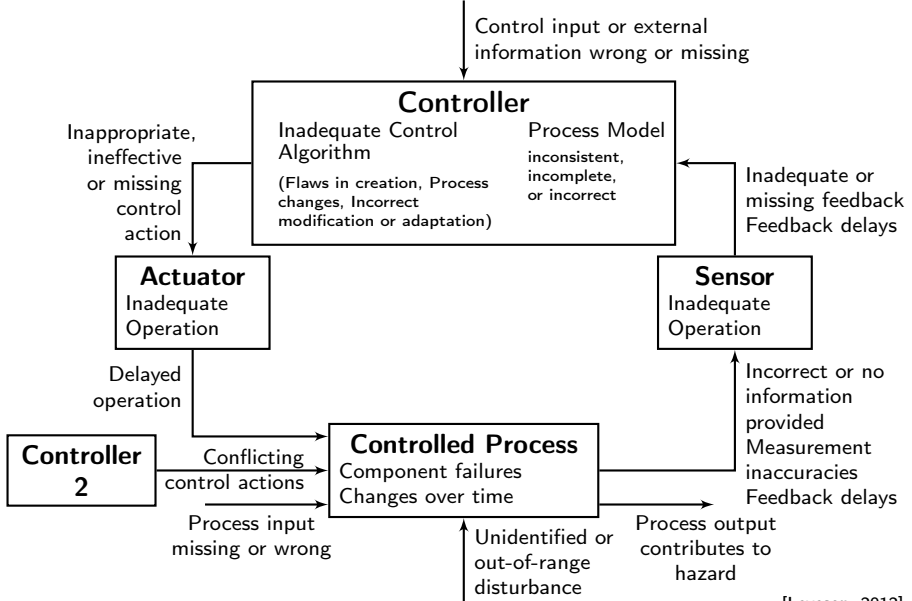 Control input or external
information wrong or missing
Controller
Inadequate Control
Algorithm
(Flaws in creation, Process
changes, Incorrect
modification or adaptation)
Process Model
inconsistent,
incomplete,
or incorrect
Inappropriate,
ineffective
or missing
control
action
Inadequate or
missing feedback
Feedback delays
Actuator
Inadequate
Operation
Sensor
Inadequate
Operation
Delayed
operation
Incorrect or no
information
provided
Measurement
inaccuracies
Feedback delays
Controller
2
Conflicting
control actions
Controlled Process
Component failures
Changes over time
Process input
missing or wrong
Unidentified or
out-of-range
disturbance
Process output
contributes to
hazard